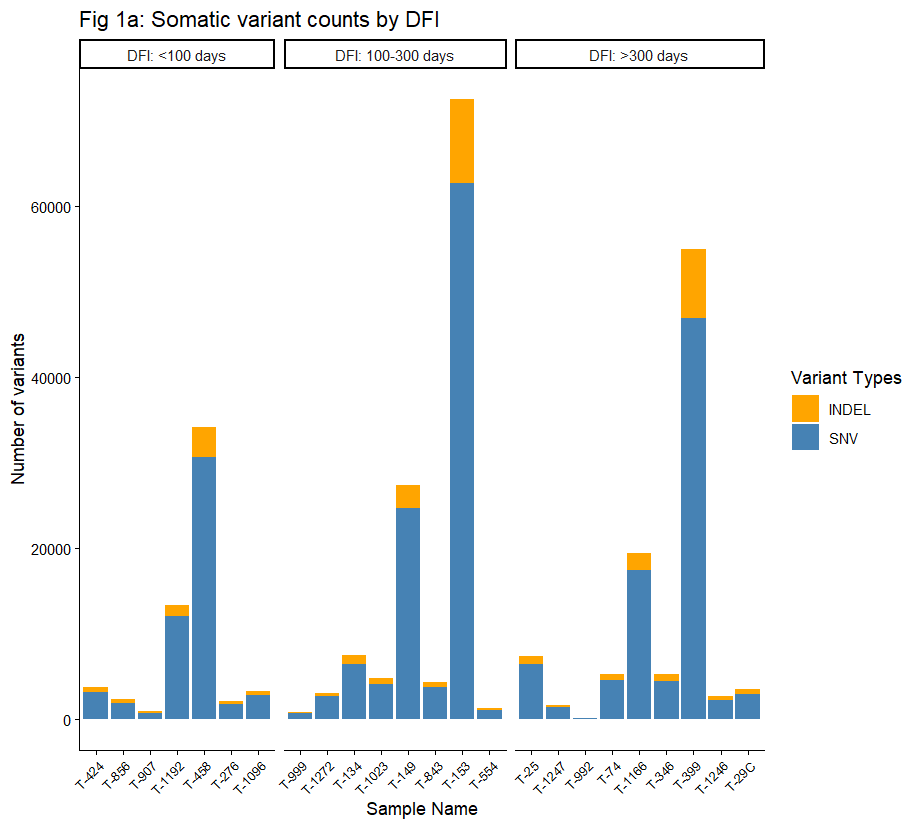 Fig 1a: Somatic variant counts by DFI
DFI: <100 days
DFI: 100-300 days
DFI: >300 days
60000
40000
20000
0
Number of variants
T-424
T-856
T-907
T-1192
T-458
T-276
T-1096
T-999
T-1272
T-134
T-1023
T-149
T-843
T-153
T-554
T-25
T-1247
T-992
T-74
T-1166
T-346
T-399
T-1246
T-29C
Sample Name
Variant Types
INDEL
SNV